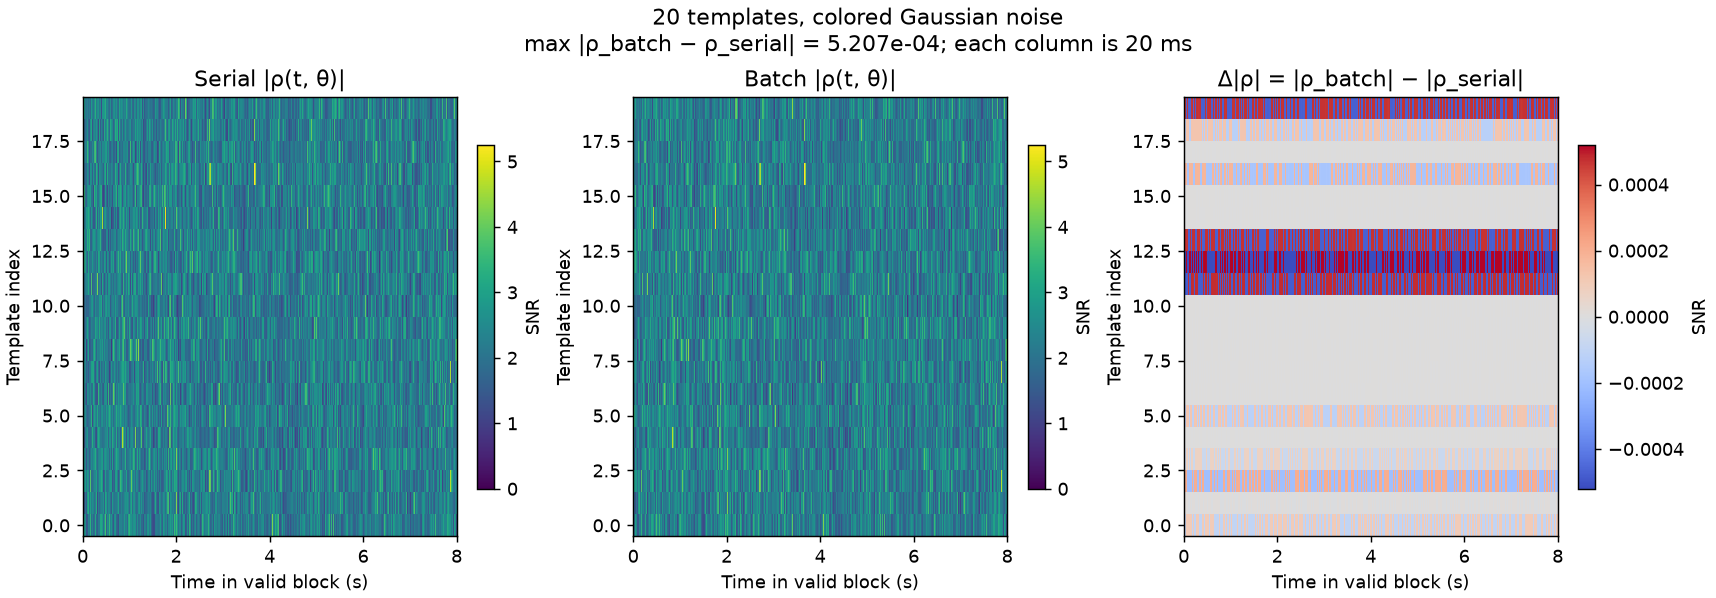 20 templates, colored Gaussian noise
max |ρ_batch − ρ_serial| = 5.207e-04; each column is 20 ms
Serial |ρ(t, θ)|
Template index
17.5
15.0
12.5
10.0
7.5
5.0
2.5
0.0
0 2 4 6 8
Time in valid block (s)
5
4
3
2
1
0
SNR
Batch |ρ(t, θ)|
Template index
17.5
15.0
12.5
10.0
7.5
5.0
2.5
0.0
0 2 4 6 8
Time in valid block (s)
5
4
3
2
1
0
SNR
Δ|ρ| = |ρ_batch| − |ρ_serial|
Template index
17.5
15.0
12.5
10.0
7.5
5.0
2.5
0.0
0 2 4 6 8
Time in valid block (s)
0.0004
0.0002
0.0000
−0.0002
−0.0004
SNR